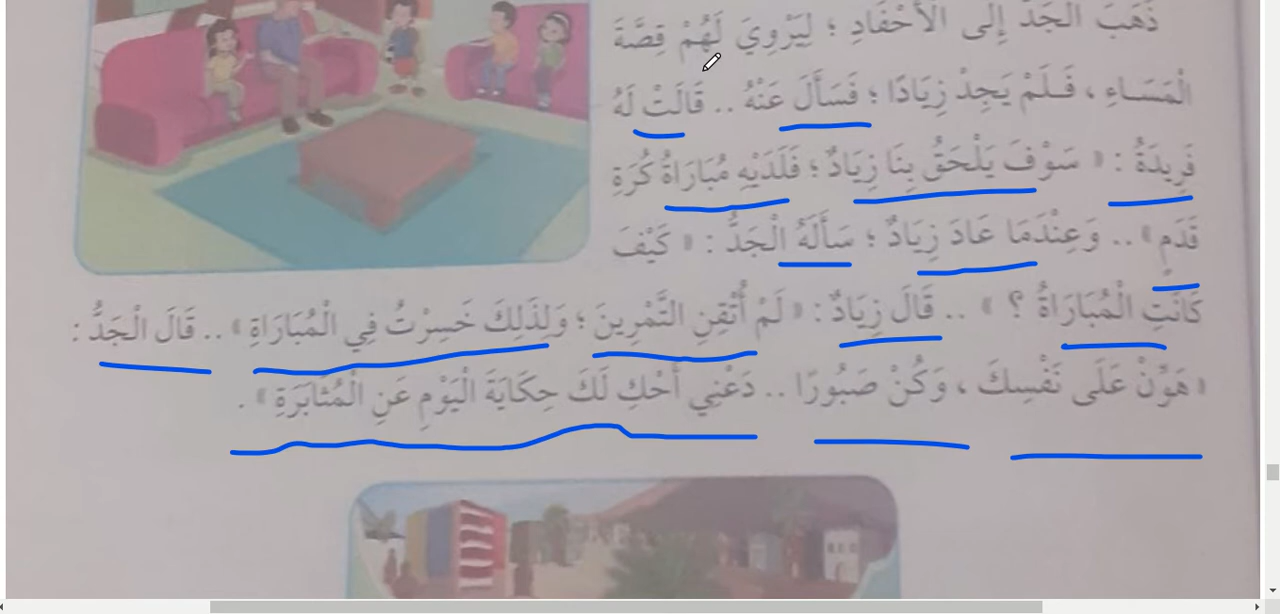 ذَهَبَ الْجَدُّ إِلَى الْأَحْفَادِ ؛ لِيَرْوِيَ لَهُمْ قِصَّةَ
الْمَسَاءِ ، فَلَمْ يَجِدْ زِيَادًا ؛ فَسَأَلَ عَنْهُ .. قَالَتْ لَهُ
فَرِيدَةُ : « سَوْفَ يَلْحَقُ بِنَا زِيَادٌ ؛ فَلَدَيْهِ مُبَارَاةُ كُرَةِ
قَدَمٍ » .. وَعِنْدَمَا عَادَ زِيَادٌ ؛ سَأَلَهُ الْجَدُّ : « كَيْفَ
كَانَتِ الْمُبَارَاةُ ؟ » .. قَالَ زِيَادٌ : « لَمْ أُتْقِنِ التَّمْرِينَ ؛ وَلِذَلِكَ خَسِرْتُ فِي الْمُبَارَاةِ » .. قَالَ الْجَدُّ :
« هَوِّنْ عَلَى نَفْسِكَ ، وَكُنْ صَبُورًا .. دَعْنِي أَحْكِ لَكَ حِكَايَةَ الْيَوْمِ عَنِ الْمُثَابَرَةِ » .